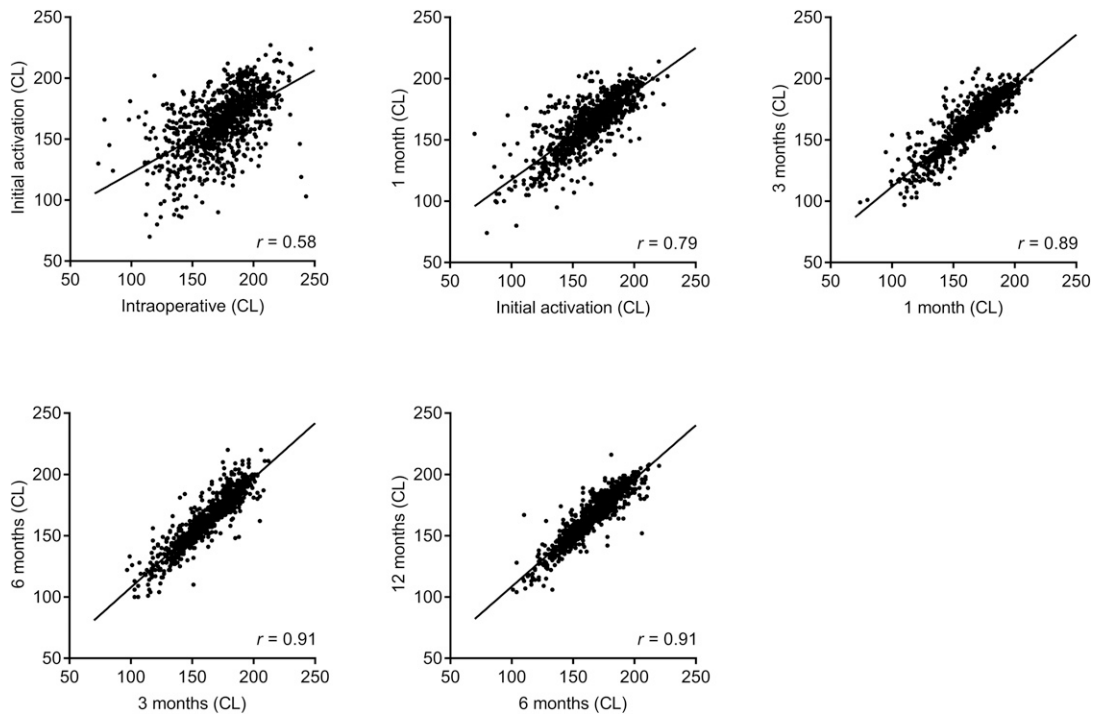 250
200
150
100
50
Initial activation (CL)
50 100 150 200 250
Intraoperative (CL)
r = 0.58
250
200
150
100
50
1 month (CL)
50 100 150 200 250
Initial activation (CL)
r = 0.79
250
200
150
100
50
3 months (CL)
50 100 150 200 250
1 month (CL)
r = 0.89
250
200
150
100
50
6 months (CL)
50 100 150 200 250
3 months (CL)
r = 0.91
250
200
150
100
50
12 months (CL)
50 100 150 200 250
6 months (CL)
r = 0.91